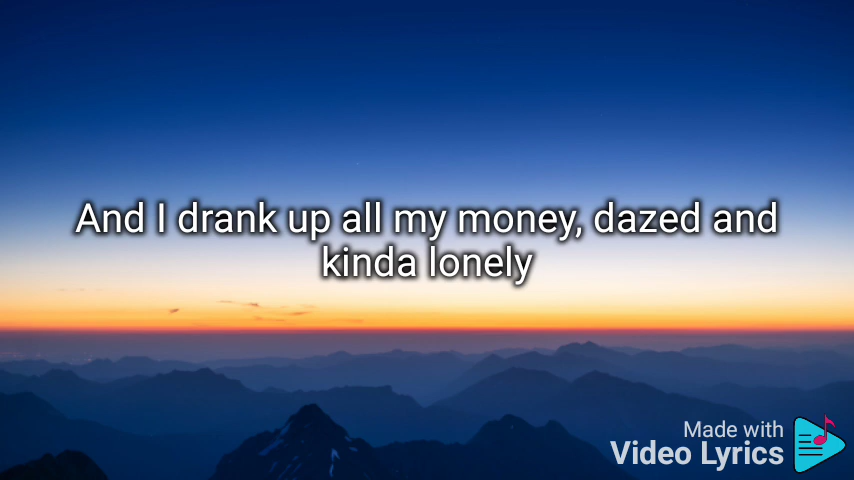 And I drank up all my money, dazed and
kinda lonely
Made with
Video Lyrics